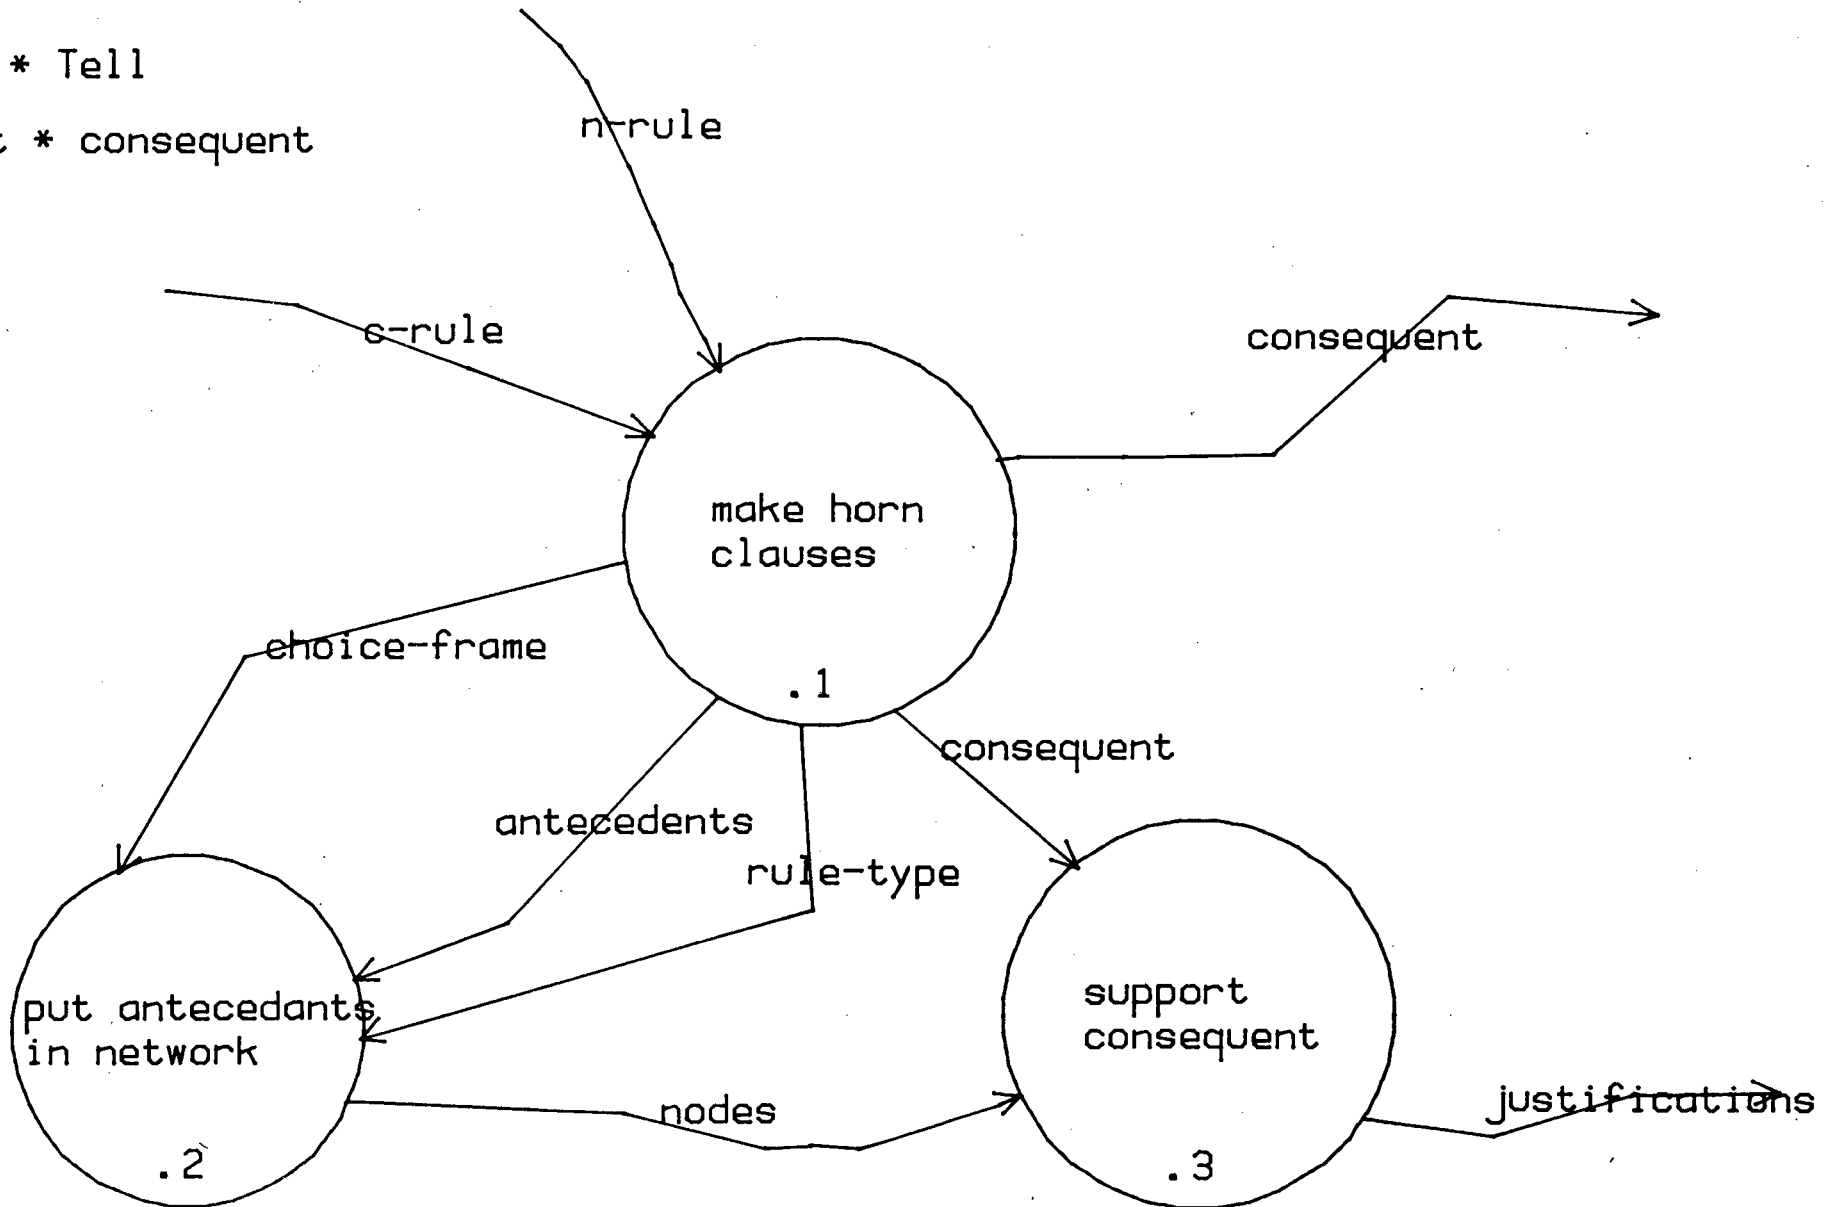 * Tell
* consequent
n-rule
c-rule
consequent
make horn
clauses
.1
choice-frame
consequent
antecedents
rule-type
put antecedants
in network
.2
support
consequent
.3
nodes
justifications